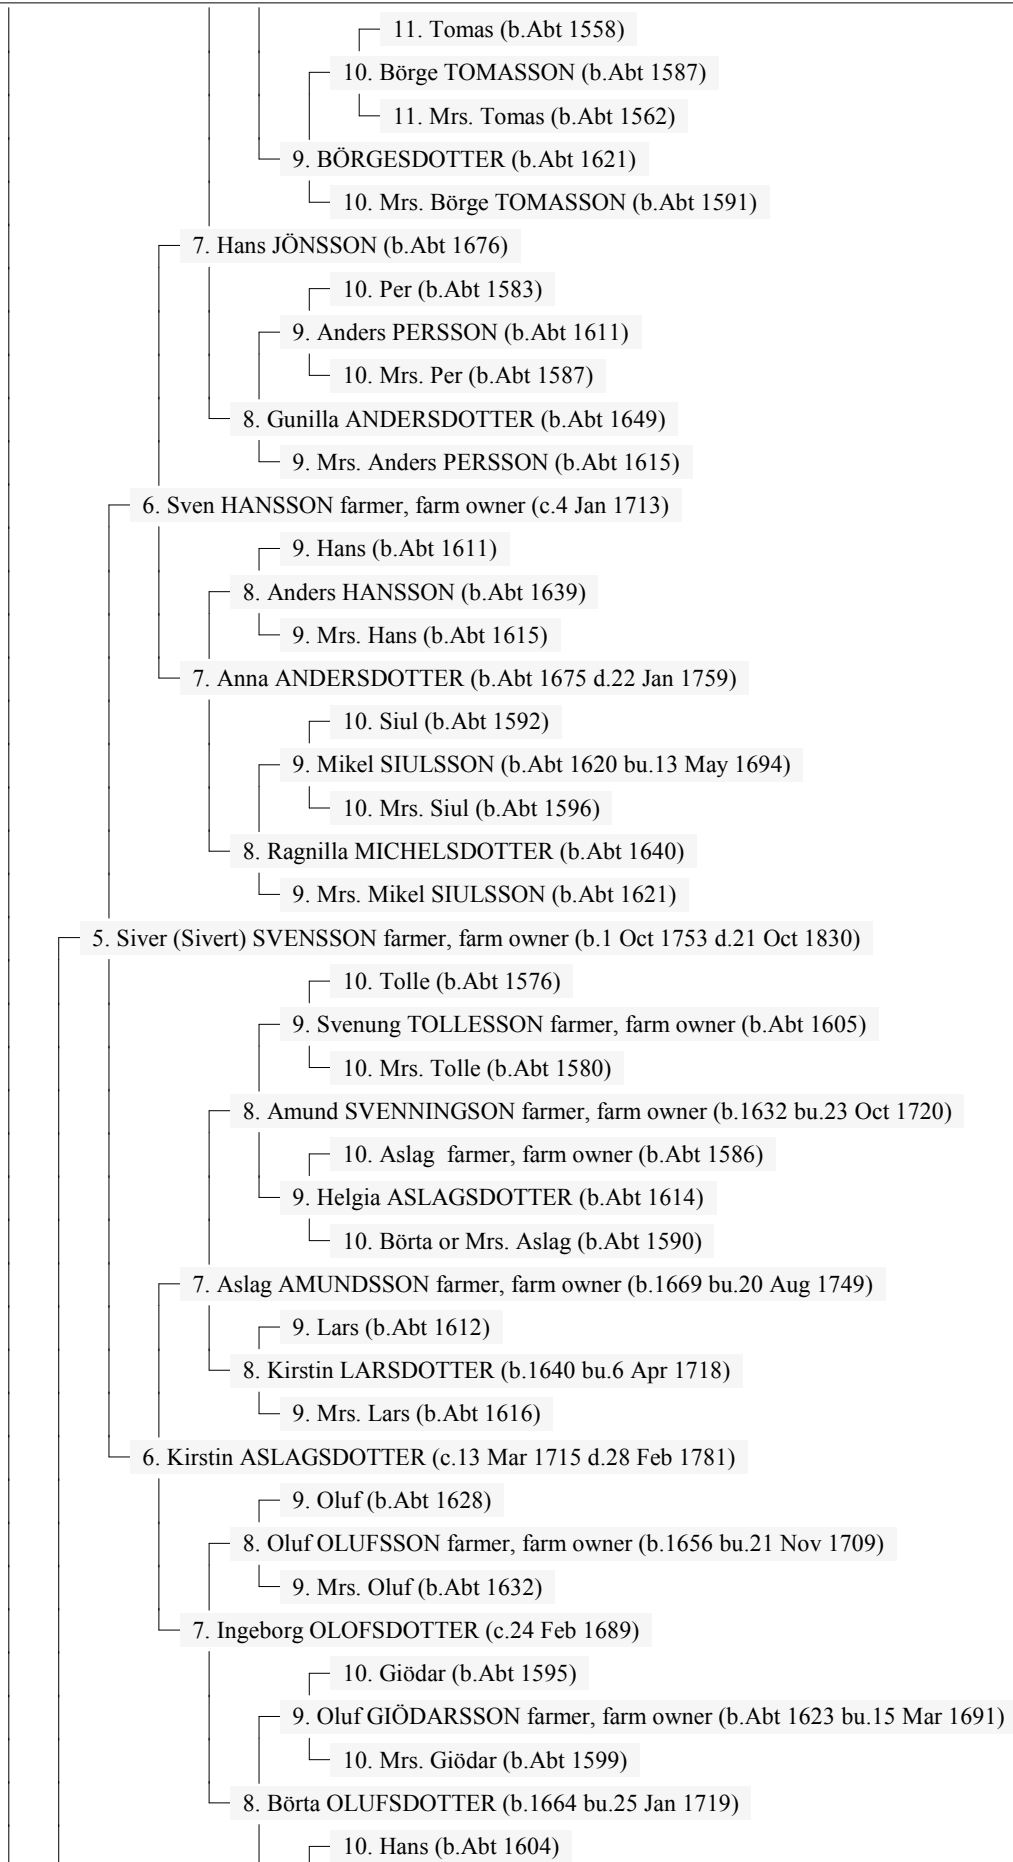 11. Tomas (b.Abt 1558)
10. Börge TOMASSON (b.Abt 1587)
11. Mrs. Tomas (b.Abt 1562)
9. BÖRGESDOTTER (b.Abt 1621)
10. Mrs. Börge TOMASSON (b.Abt 1591)
7. Hans JÖNSSON (b.Abt 1676)
10. Per (b.Abt 1583)
9. Anders PERSSON (b.Abt 1611)
10. Mrs. Per (b.Abt 1587)
8. Gunilla ANDERSDOTTER (b.Abt 1649)
9. Mrs. Anders PERSSON (b.Abt 1615)
6. Sven HANSSON farmer, farm owner (c.4 Jan 1713)
9. Hans (b.Abt 1611)
8. Anders HANSSON (b.Abt 1639)
9. Mrs. Hans (b.Abt 1615)
7. Anna ANDERSDOTTER (b.Abt 1675 d.22 Jan 1759)
10. Siul (b.Abt 1592)
9. Mikel SIULSSON (b.Abt 1620 bu.13 May 1694)
10. Mrs. Siul (b.Abt 1596)
8. Ragnilla MICHELSDOTTER (b.Abt 1640)
9. Mrs. Mikel SIULSSON (b.Abt 1621)
5. Siver (Sivert) SVENSSON farmer, farm owner (b.1 Oct 1753 d.21 Oct 1830)
10. Tolle (b.Abt 1576)
9. Svenung TOLLESSON farmer, farm owner (b.Abt 1605)
10. Mrs. Tolle (b.Abt 1580)
8. Amund SVENNINGSON farmer, farm owner (b.1632 bu.23 Oct 1720)
10. Aslag  farmer, farm owner (b.Abt 1586)
9. Helgia ASLAGSDOTTER (b.Abt 1614)
10. Börta or Mrs. Aslag (b.Abt 1590)
7. Aslag AMUNDSSON farmer, farm owner (b.1669 bu.20 Aug 1749)
9. Lars (b.Abt 1612)
8. Kirstin LARSDOTTER (b.1640 bu.6 Apr 1718)
9. Mrs. Lars (b.Abt 1616)
6. Kirstin ASLAGSDOTTER (c.13 Mar 1715 d.28 Feb 1781)
9. Oluf (b.Abt 1628)
8. Oluf OLUFSSON farmer, farm owner (b.1656 bu.21 Nov 1709)
9. Mrs. Oluf (b.Abt 1632)
7. Ingeborg OLOFSDOTTER (c.24 Feb 1689)
10. Giödar (b.Abt 1595)
9. Oluf GIÖDARSSON farmer, farm owner (b.Abt 1623 bu.15 Mar 1691)
10. Mrs. Giödar (b.Abt 1599)
8. Börta OLUFSDOTTER (b.1664 bu.25 Jan 1719)
10. Hans (b.Abt 1604)